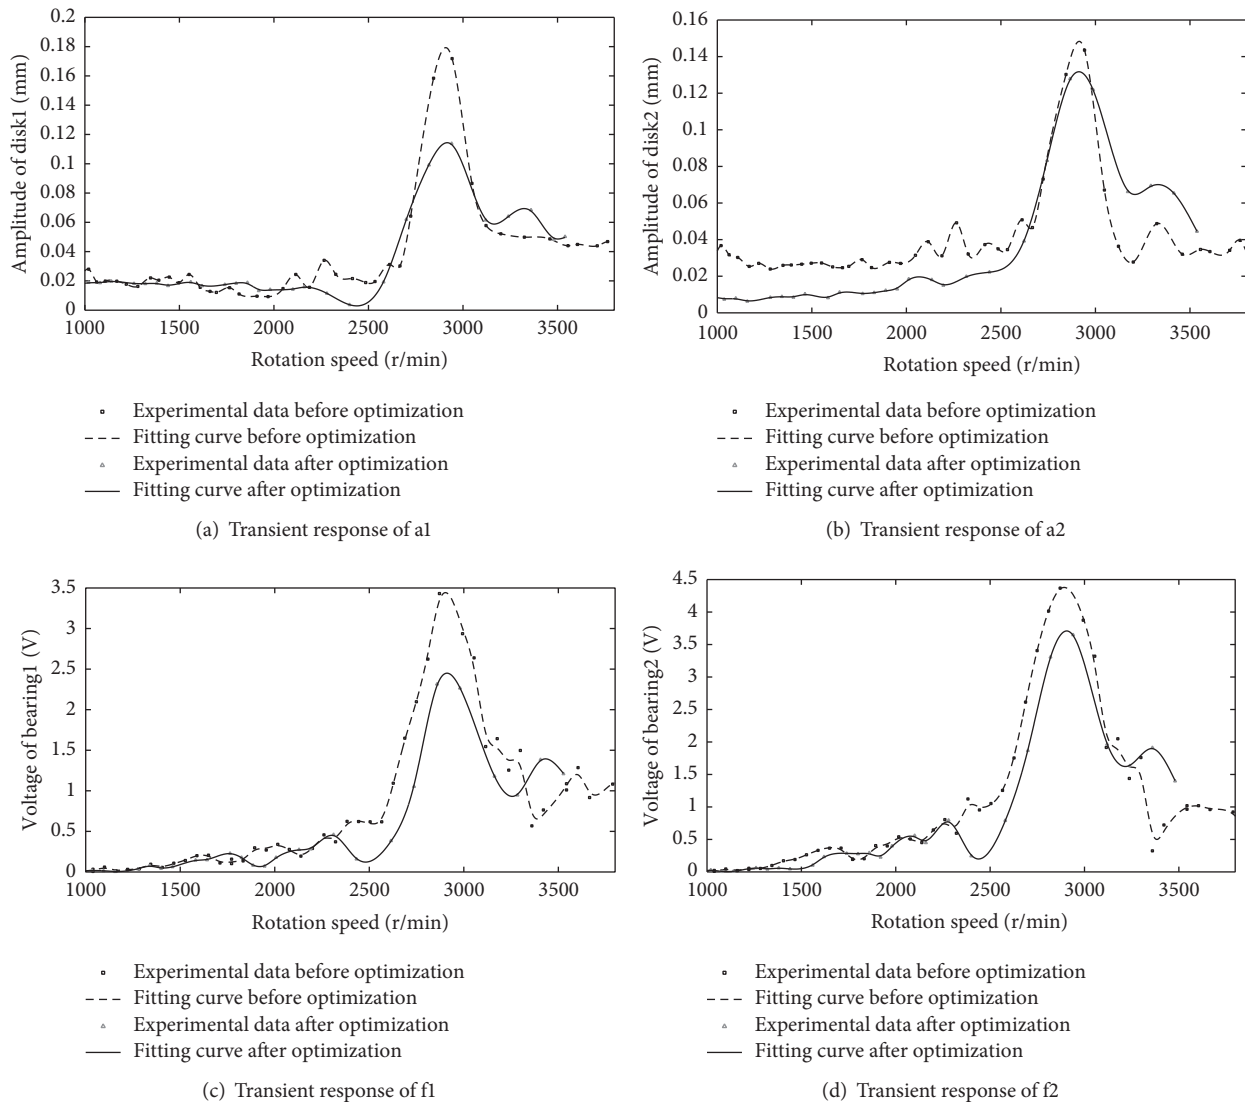 0.2
0.18
0.16
0.14
0.12
0.1
0.08
0.06
0.04
0.02
0
Amplitude of disk1 (mm)
1000 1500 2000 2500 3000 3500
Rotation speed (r/min)
Experimental data before optimization
Fitting curve before optimization
Experimental data after optimization
Fitting curve after optimization
(a) Transient response of a1
0.16
0.14
0.12
0.1
0.08
0.06
0.04
0.02
0
Amplitude of disk2 (mm)
1000 1500 2000 2500 3000 3500
Rotation speed (r/min)
Experimental data before optimization
Fitting curve before optimization
Experimental data after optimization
Fitting curve after optimization
(b) Transient response of a2
3.5
3
2.5
2
1.5
1
0.5
0
Voltage of bearing1 (V)
1000 1500 2000 2500 3000 3500
Rotation speed (r/min)
Experimental data before optimization
Fitting curve before optimization
Experimental data after optimization
Fitting curve after optimization
(c) Transient response of f1
4.5
4
3.5
3
2.5
2
1.5
1
0.5
0
Voltage of bearing2 (V)
1000 1500 2000 2500 3000 3500
Rotation speed (r/min)
Experimental data before optimization
Fitting curve before optimization
Experimental data after optimization
Fitting curve after optimization
(d) Transient response of f2